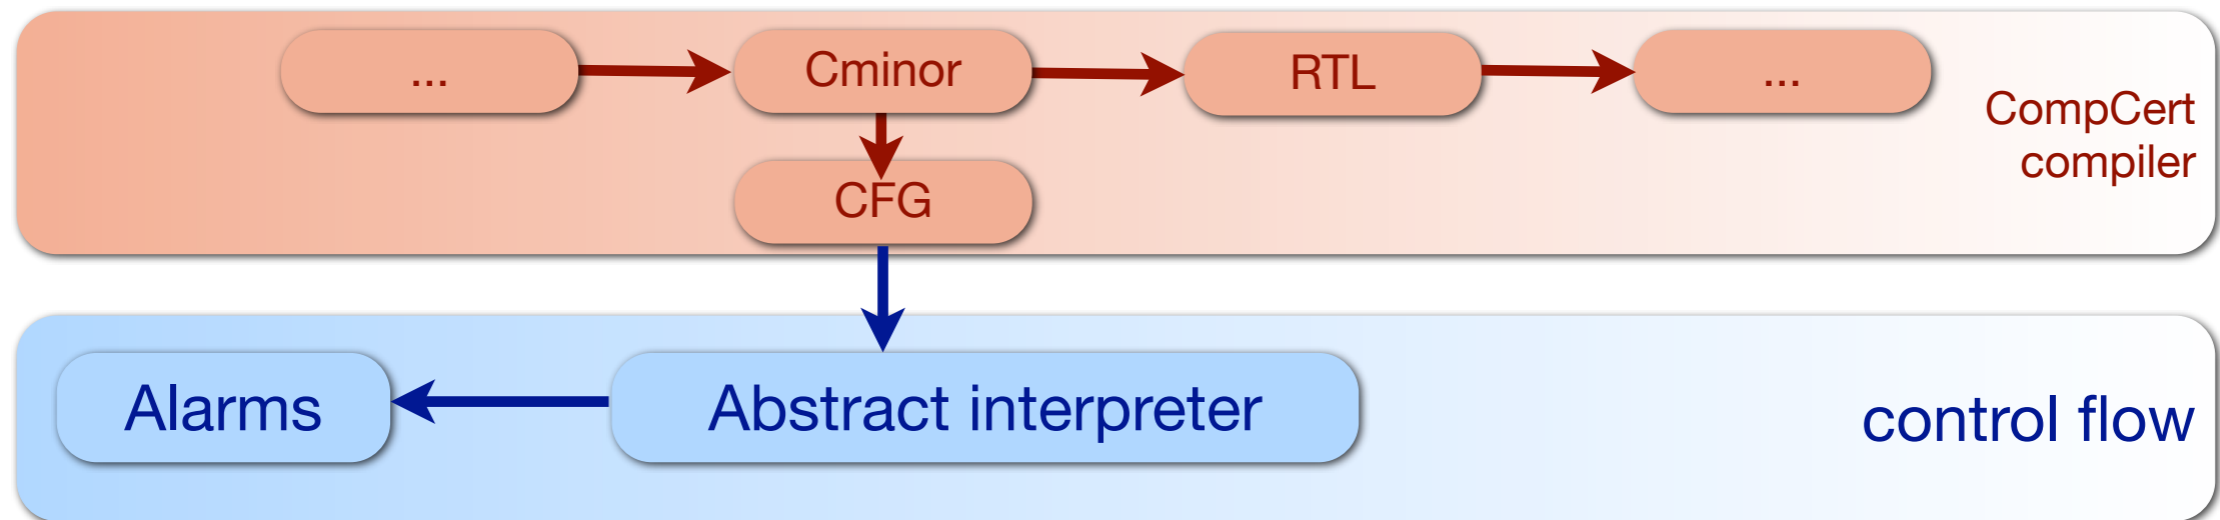 ...
Cminor
RTL
...
CompCert
compiler
CFG
Alarms
Abstract interpreter
control flow